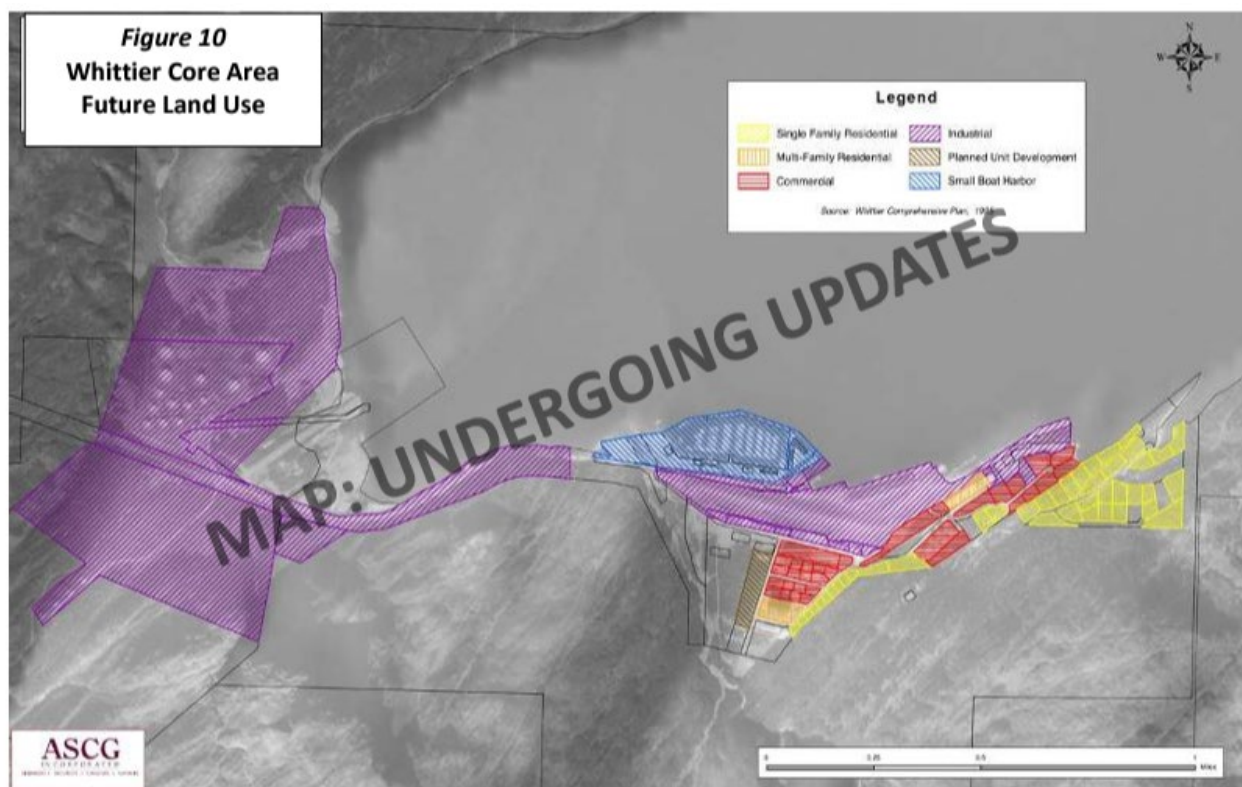 Figure 10
Whittier Core Area
Future Land Use
N
W E
S
Legend
Single Family Residential
Industrial
Multi-Family Residential
Planned Unit Development
Commercial
Small Boat Harbor
Source: Whittier Comprehensive Plan,
MAP: UNDERGOING UPDATES
ASCG
INCORPORATED
0 0.25 0.5 1
Miles